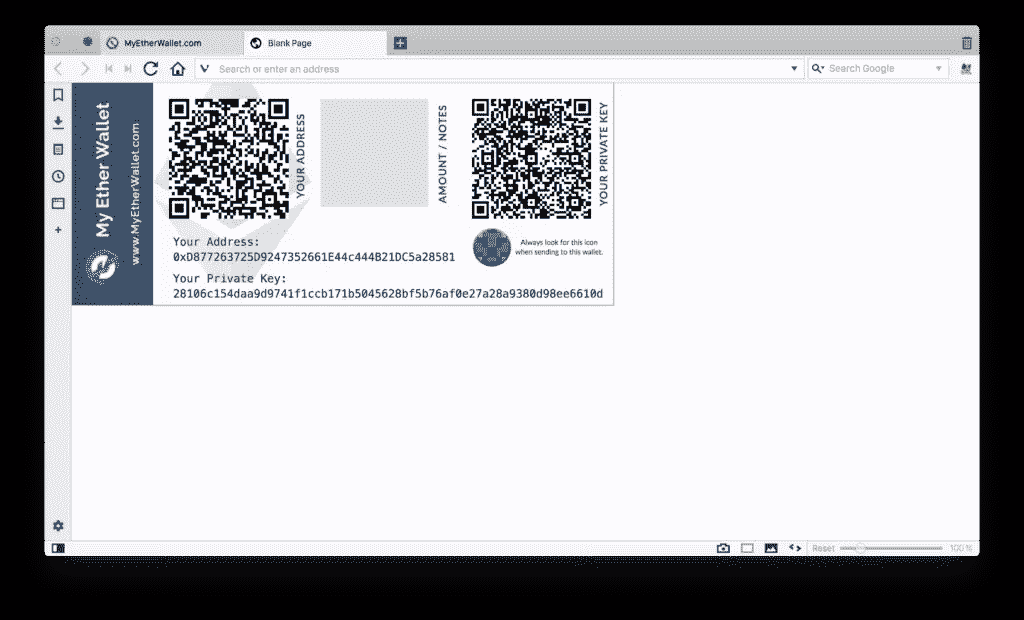 MyEtherWallet.com
Blank Page
Search or enter an address
Search Google
My Ether Wallet
www.MyEtherWallet.com
YOUR ADDRESS
AMOUNT / NOTES
YOUR PRIVATE KEY
Always look for this icon
when sending to this wallet.
Your Address:
0xD877263725D9247352661E44c444B21DC5a28581
Your Private Key:
28106c154daa9d9741f1ccb171b5045628bf5b76af0e27a28a9380d98ee6610d
Reset
100 %